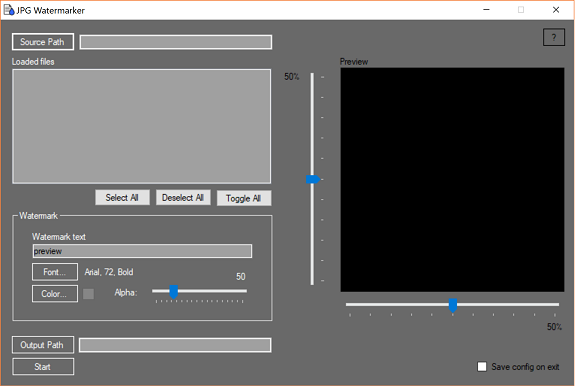 JPG Watermarker
Source Path
?
Loaded files
Preview
50%
Select All
Deselect All
Toggle All
Watermark
Watermark text
preview
Font...
Arial, 72, Bold
50
Color...
Alpha:
50%
Output Path
Start
Save config on exit